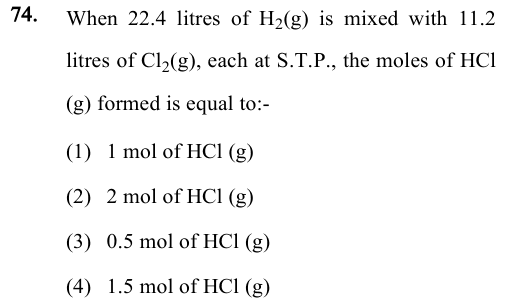 74. When 22.4 litres of H₂(g) is mixed with 11.2
litres of Cl₂(g), each at S.T.P., the moles of HCl
(g) formed is equal to:-
(1) 1 mol of HCl (g)
(2) 2 mol of HCl (g)
(3) 0.5 mol of HCl (g)
(4) 1.5 mol of HCl (g)